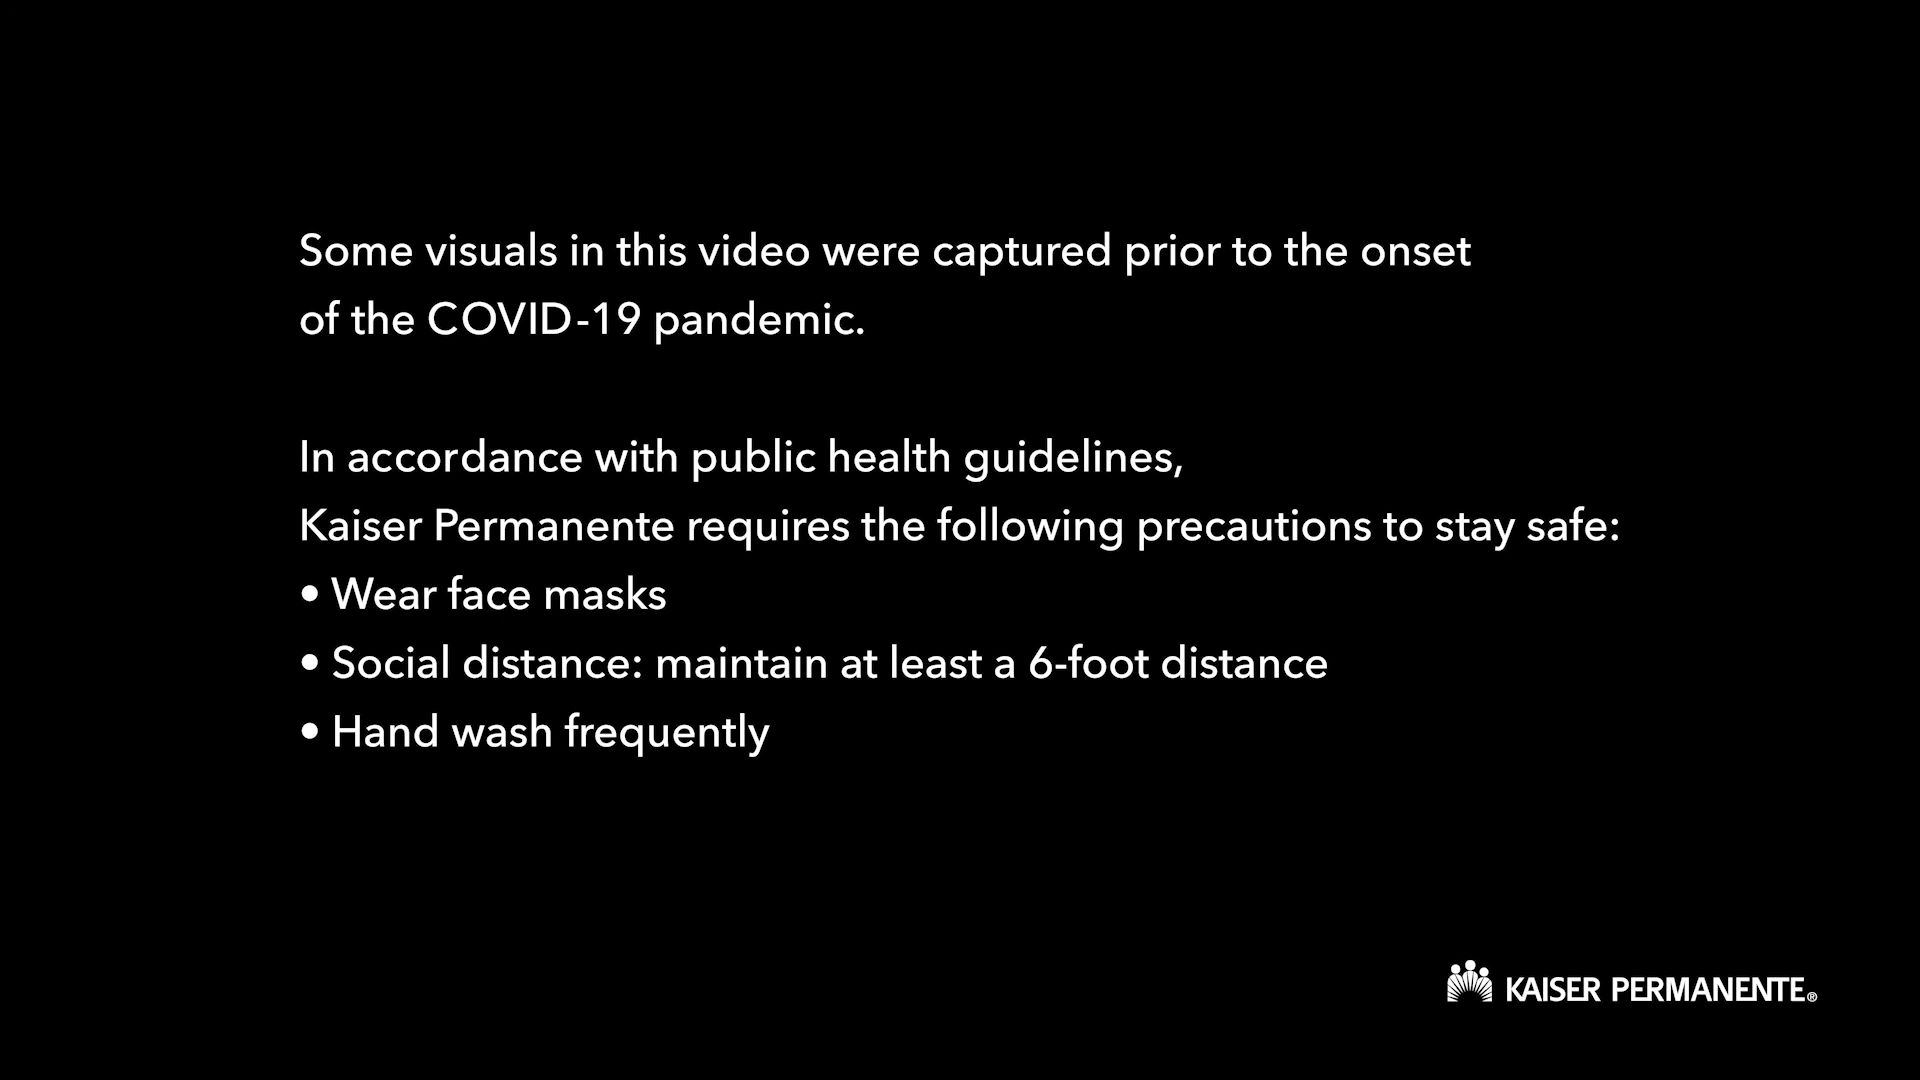 Some visuals in this video were captured prior to the onset
of the COVID-19 pandemic.
In accordance with public health guidelines,
Kaiser Permanente requires the following precautions to stay safe:
• Wear face masks
• Social distance: maintain at least a 6-foot distance
• Hand wash frequently
KAISER PERMANENTE®